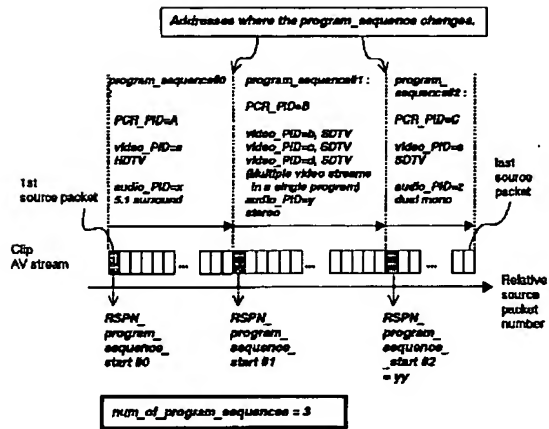 Addresses where the program_sequence changes.
program_sequence#0
PCR_PID=A
video_PID=a
HDTV
audio_PID=x
5.1 surround
program_sequence#1 :
PCR_PID=B
video_PID=b, SDTV
video_PID=c, SDTV
video_PID=d, SDTV
(Multiple video streams
in a single program)
audio_PID=y
stereo
program_
sequence#2 :
PCR_PID=C
video_PID=e
SDTV
audio_PID=z
dual mono
1st
source packet
last
source
packet
Clip
AV stream
...
...
...
Relative
source
packet
number
RSPN_
program_
sequence_
start #0
RSPN_
program_
sequence_
start #1
RSPN_
program_
sequence
_ start #2
= yy
num_of_program_sequences = 3